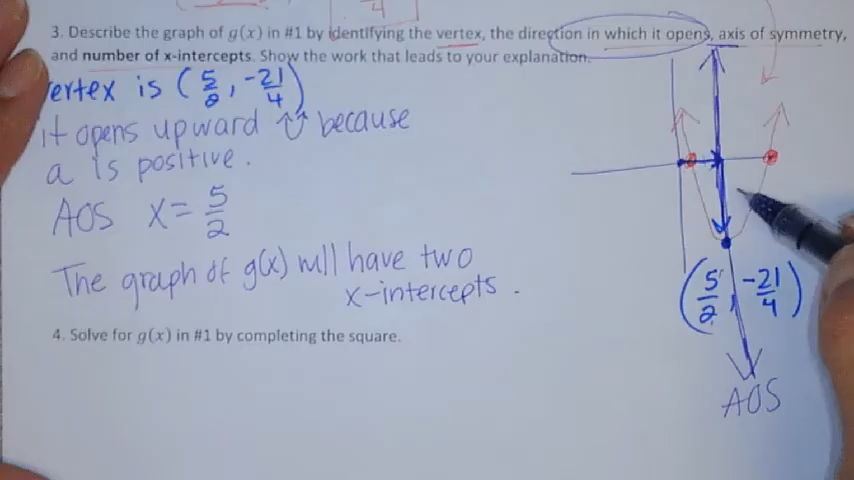 4
3. Describe the graph of g(x) in #1 by identifying the vertex, the direction in which it opens, axis of symmetry,
and number of x-intercepts. Show the work that leads to your explanation.
ertex is (5/2, -21/4)
it opens upward because
a is positive.
AOS x = 5/2
The graph of g(x) will have two
x-intercepts.
(5/2, -21/4)
4. Solve for g(x) in #1 by completing the square.
AOS